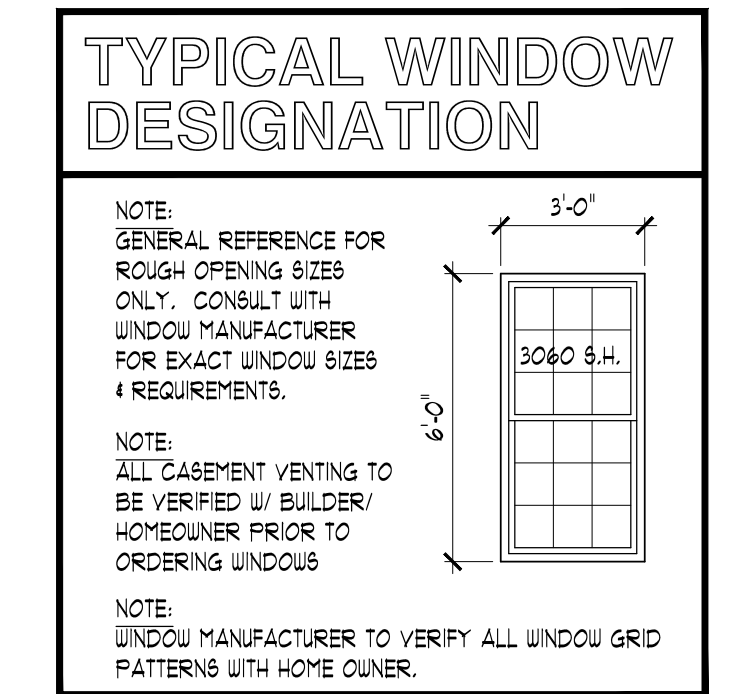 TYPICAL WINDOW
DESIGNATION
NOTE:
GENERAL REFERENCE FOR
ROUGH OPENING SIZES
ONLY. CONSULT WITH
WINDOW MANUFACTURER
FOR EXACT WINDOW SIZES
& REQUIREMENTS.
NOTE:
ALL CASEMENT VENTING TO
BE VERIFIED W/ BUILDER/
HOMEOWNER PRIOR TO
ORDERING WINDOWS
3'-0"
6'-0"
3060 S.H.
NOTE:
WINDOW MANUFACTURER TO VERIFY ALL WINDOW GRID
PATTERNS WITH HOME OWNER.